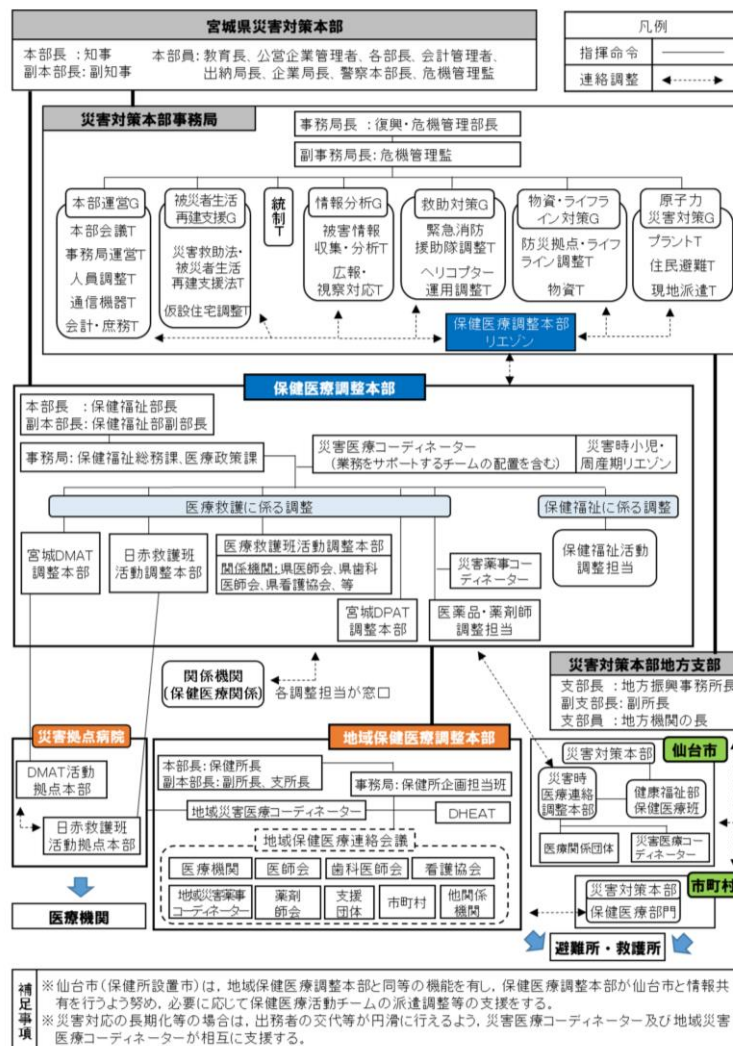 宮城県災害対策本部
本部長 ：知事
副本部長：副知事
本部員：教育長、公営企業管理者、各部長、会計管理者、
出納局長、企業局長、警察本部長、危機管理監
凡例
指揮命令
連絡調整
災害対策本部事務局
事務局長：復興・危機管理部長
副事務局長：危機管理監
本部運営G
本部会議T
事務局運営T
人員調整T
通信機器T
会計・庶務T
被災者生活
再建支援G
災害救助法・
被災者生活
再建支援法T
仮設住宅調整T
統制T
情報分析G
被害情報
収集・分析T
広報・
視察対応T
救助対策G
緊急消防
援助隊調整T
ヘリコプター
運用調整T
物資・ライフラ
イン対策G
防災拠点・ライフ
ライン調整T
物資T
原子力
災害対策G
プラントT
住民避難T
現地派遣T
保健医療調整本部
リエゾン
保健医療調整本部
本部長 ：保健福祉部長
副本部長：保健福祉部副部長
事務局：保健福祉総務課、医療政策課
災害医療コーディネーター
（業務をサポートするチームの配置を含む）
災害時小児・
周産期リエゾン
医療救護に係る調整
保健福祉に係る調整
宮城DMAT
調整本部
日赤救護班
活動調整本部
医療救護班活動調整本部
関係機関：県医師会、県歯科
医師会、県看護協会、等
災害薬事コー
ディネーター
保健福祉活動
調整担当
宮城DPAT
調整本部
医薬品・薬剤師
調整担当
関係機関
（保健医療関係）
各調整担当が窓口
災害対策本部地方支部
支部長 ：地方振興事務所長
副支部長：副所長
支部員 ：地方機関の長
災害拠点病院
DMAT活動
拠点本部
日赤救護班
活動拠点本部
医療機関
地域保健医療調整本部
本部長：保健所長
副本部長：副所長、支所長
事務局：保健所企画担当班
地域災害医療コーディネーター
DHEAT
地域保健医療連絡会議
医療機関
医師会
歯科医師会
看護協会
地域災害薬事
コーディネーター
薬剤
師会
支援
団体
市町村
他関係
機関
仙台市
災害対策本部
災害時
医療連絡
調整本部
健康福祉部
保健医療班
医療関係団体
災害医療コー
ディネーター
市町村
災害対策本部
保健医療部門
避難所・救護所
補足事項
※仙台市（保健所設置市）は、地域保健医療調整本部と同等の機能を有し、保健医療調整本部が仙台市と情報共
有を行うよう努め、必要に応じて保健医療活動チームの派遣調整等の支援をする。
※災害対応の長期化等の場合は、出務者の交代等が円滑に行えるよう、災害医療コーディネーター及び地域災害
医療コーディネーターが相互に支援する。